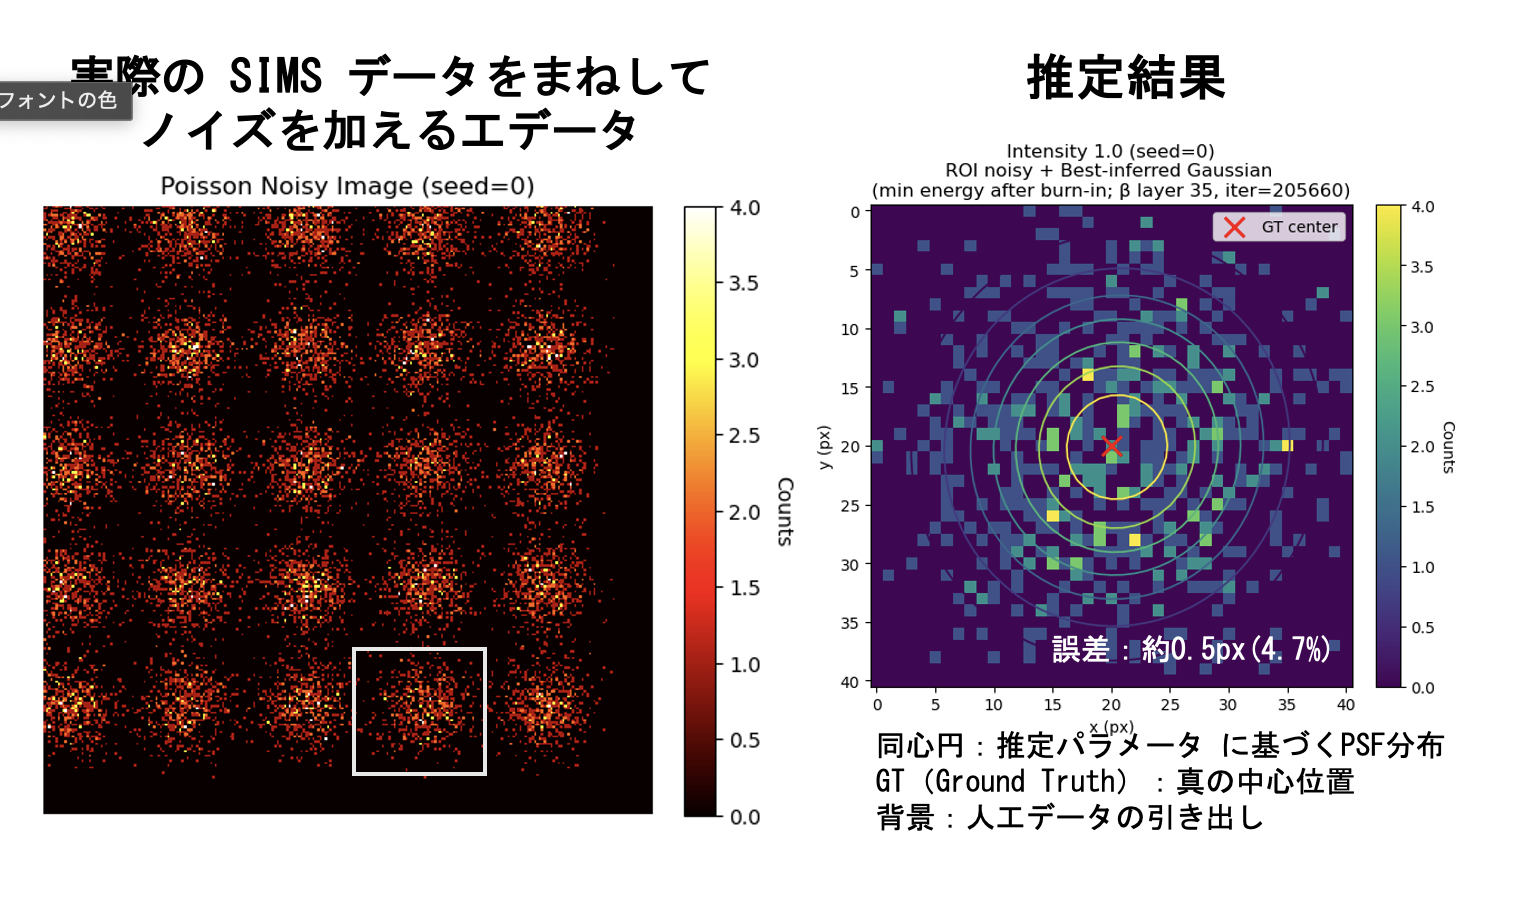 実際の SIMS データをまねして
ノイズを加えるエデータ
フォントの色
Poisson Noisy Image (seed=0)
4.0
3.5
3.0
2.5
2.0
1.5
1.0
0.5
0.0
Counts
推定結果
Intensity 1.0 (seed=0)
ROI noisy + Best-inferred Gaussian
(min energy after burn-in; β layer 35, iter=205660)
GT center
0
5
10
15
20
25
30
35
40
y (px)
誤差：約0.5px(4.7%)
0 5 10 15 20 25 30 35 40
x (px)
4.0
3.5
3.0
2.5
2.0
1.5
1.0
0.5
0.0
Counts
同心円：推定パラメータ に基づくPSF分布
GT (Ground Truth) ：真の中心位置
背景：人工データの引き出し